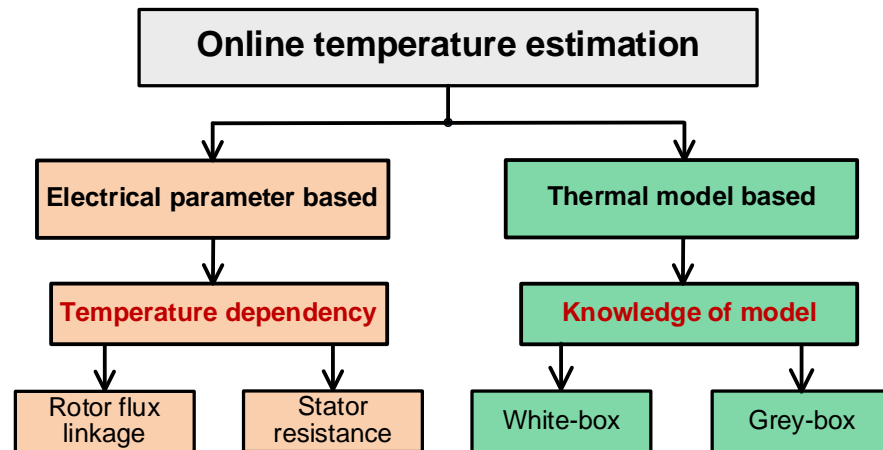 Online temperature estimation
Electrical parameter based
Thermal model based
Temperature dependency
Knowledge of model
Rotor flux
linkage
Stator
resistance
White-box
Grey-box